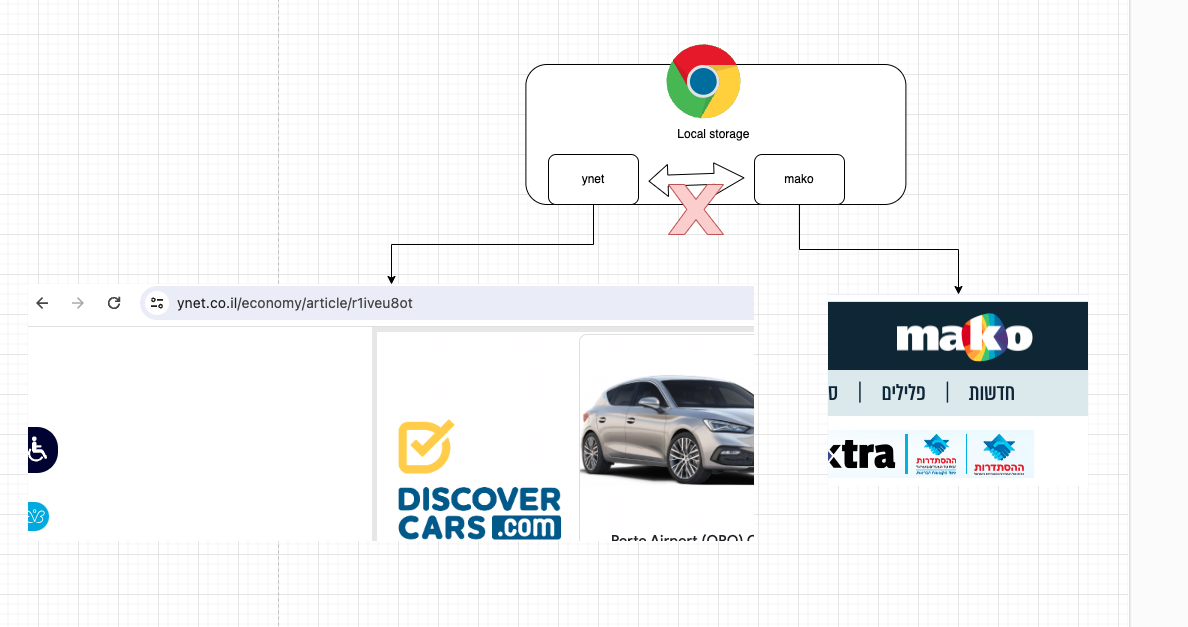 Local storage
ynet
mako
ynet.co.il/economy/article/r1iveu8ot
mako
חדשות | פלילים | ס
DISCOVER
CARS.com
xtra
ההסתדרות
ההסתדרות
Porto Airport (OPO) C